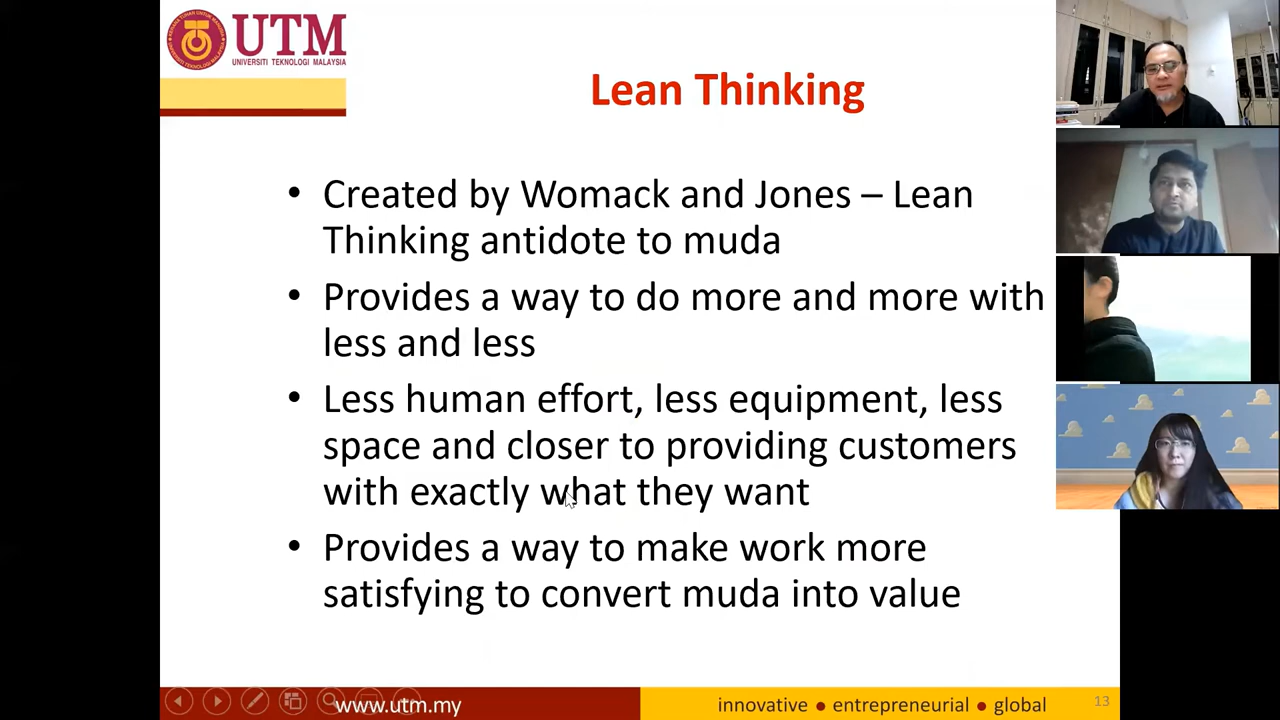 UTM
UNIVERSITI TEKNOLOGI MALAYSIA
Lean Thinking
• Created by Womack and Jones – Lean
Thinking antidote to muda
• Provides a way to do more and more with
less and less
• Less human effort, less equipment, less
space and closer to providing customers
with exactly what they want
• Provides a way to make work more
satisfying to convert muda into value
www.utm.my
innovative ● entrepreneurial ● global
13